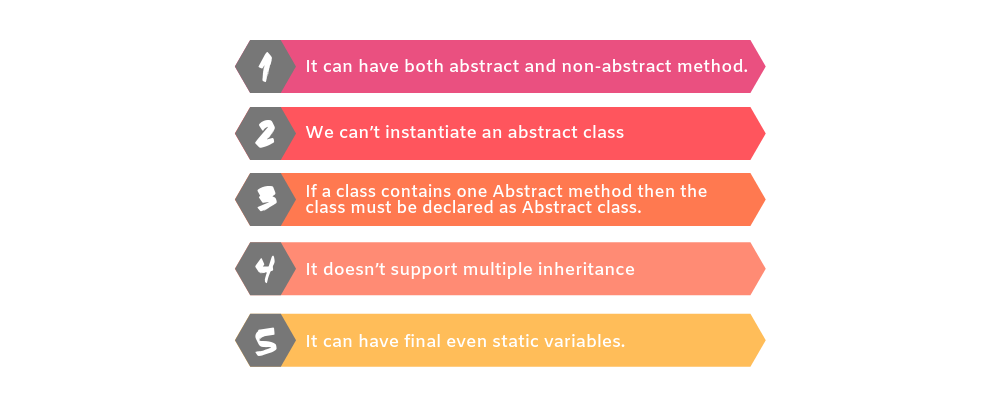 1
It can have both abstract and non-abstract method.
2
We can’t instantiate an abstract class
3
If a class contains one Abstract method then the
class must be declared as Abstract class.
4
It doesn’t support multiple inheritance
5
It can have final even static variables.